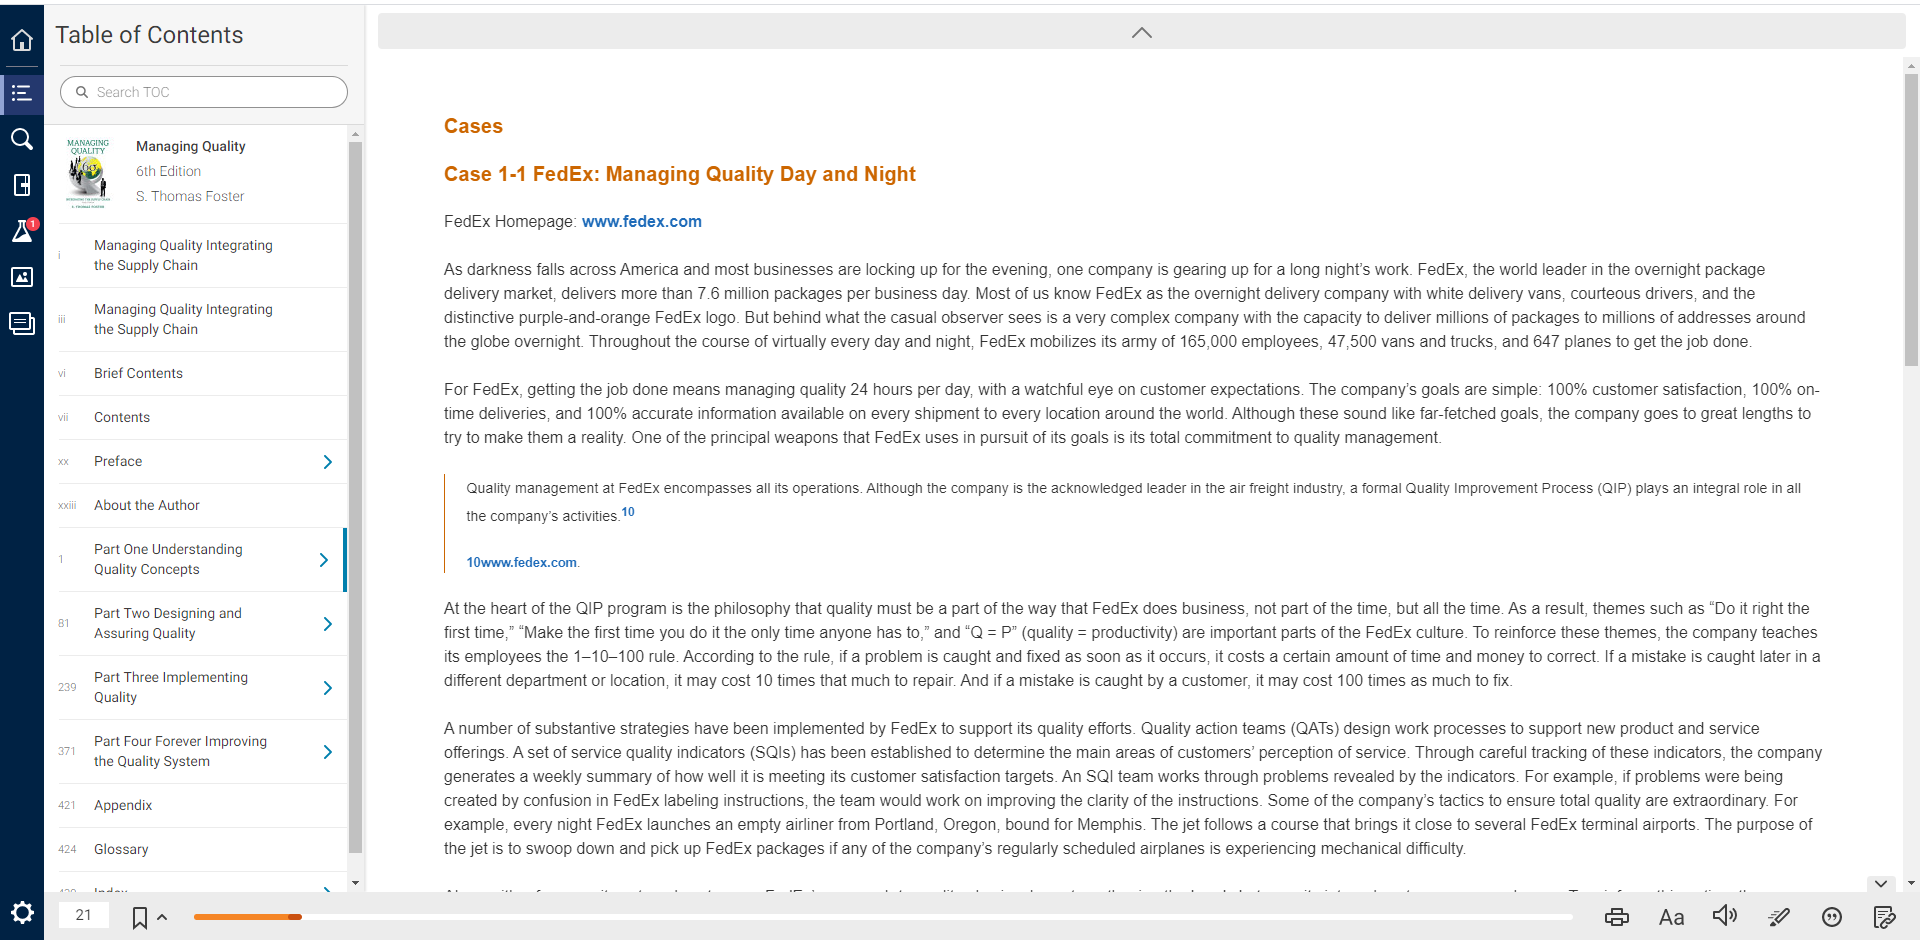 Table of Contents
Search TOC
MANAGING
QUALITY
Managing Quality
6th Edition
S. Thomas Foster
1
i
Managing Quality Integrating
the Supply Chain
iii
Managing Quality Integrating
the Supply Chain
vi
Brief Contents
vii
Contents
xx
Preface
xxiii
About the Author
1
Part One Understanding
Quality Concepts
81
Part Two Designing and
Assuring Quality
239
Part Three Implementing
Quality
371
Part Four Forever Improving
the Quality System
421
Appendix
424
Glossary
Index
21
Cases
Case 1-1 FedEx: Managing Quality Day and Night
FedEx Homepage: www.fedex.com
As darkness falls across America and most businesses are locking up for the evening, one company is gearing up for a long night’s work. FedEx, the world leader in the overnight package
delivery market, delivers more than 7.6 million packages per business day. Most of us know FedEx as the overnight delivery company with white delivery vans, courteous drivers, and the
distinctive purple-and-orange FedEx logo. But behind what the casual observer sees is a very complex company with the capacity to deliver millions of packages to millions of addresses around
the globe overnight. Throughout the course of virtually every day and night, FedEx mobilizes its army of 165,000 employees, 47,500 vans and trucks, and 647 planes to get the job done.
For FedEx, getting the job done means managing quality 24 hours per day, with a watchful eye on customer expectations. The company’s goals are simple: 100% customer satisfaction, 100% on-
time deliveries, and 100% accurate information available on every shipment to every location around the world. Although these sound like far-fetched goals, the company goes to great lengths to
try to make them a reality. One of the principal weapons that FedEx uses in pursuit of its goals is its total commitment to quality management.
Quality management at FedEx encompasses all its operations. Although the company is the acknowledged leader in the air freight industry, a formal Quality Improvement Process (QIP) plays an integral role in all
the company’s activities.10
10www.fedex.com.
At the heart of the QIP program is the philosophy that quality must be a part of the way that FedEx does business, not part of the time, but all the time. As a result, themes such as “Do it right the
first time,” “Make the first time you do it the only time anyone has to,” and “Q = P” (quality = productivity) are important parts of the FedEx culture. To reinforce these themes, the company teaches
its employees the 1–10–100 rule. According to the rule, if a problem is caught and fixed as soon as it occurs, it costs a certain amount of time and money to correct. If a mistake is caught later in a
different department or location, it may cost 10 times that much to repair. And if a mistake is caught by a customer, it may cost 100 times as much to fix.
A number of substantive strategies have been implemented by FedEx to support its quality efforts. Quality action teams (QATs) design work processes to support new product and service
offerings. A set of service quality indicators (SQIs) has been established to determine the main areas of customers’ perception of service. Through careful tracking of these indicators, the company
generates a weekly summary of how well it is meeting its customer satisfaction targets. An SQI team works through problems revealed by the indicators. For example, if problems were being
created by confusion in FedEx labeling instructions, the team would work on improving the clarity of the instructions. Some of the company’s tactics to ensure total quality are extraordinary. For
example, every night FedEx launches an empty airliner from Portland, Oregon, bound for Memphis. The jet follows a course that brings it close to several FedEx terminal airports. The purpose of
the jet is to swoop down and pick up FedEx packages if any of the company’s regularly scheduled airplanes is experiencing mechanical difficulty.
Aa